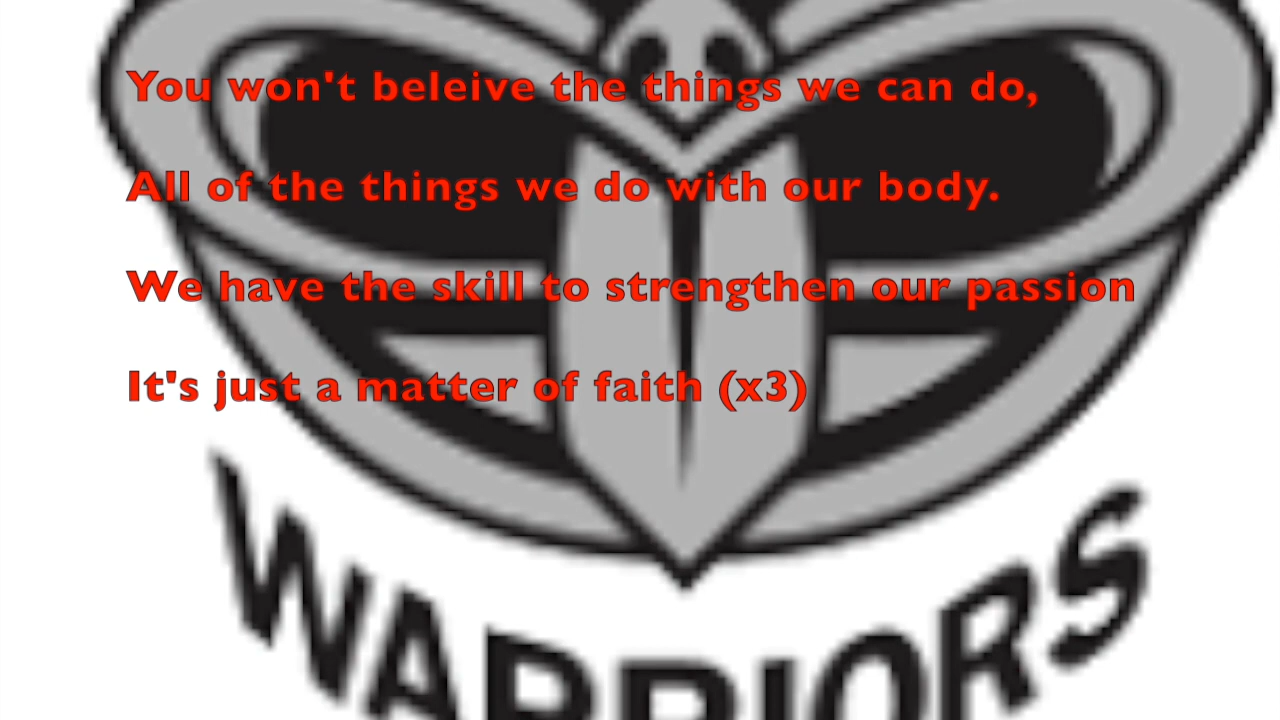 You won't beleive the things we can do,
All of the things we do with our body.
We have the skill to strengthen our passion
It's just a matter of faith (x3)
WARRIORS